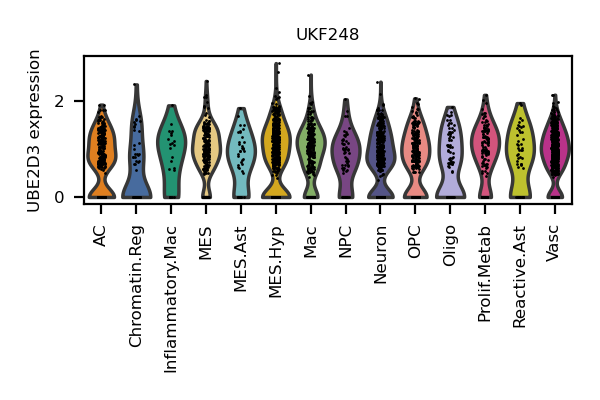 UKF248
UBE2D3 expression
2
0
AC
Chromatin.Reg
Inflammatory.Mac
MES
MES.Ast
MES.Hyp
Mac
NPC
Neuron
OPC
Oligo
Prolif.Metab
Reactive.Ast
Vasc